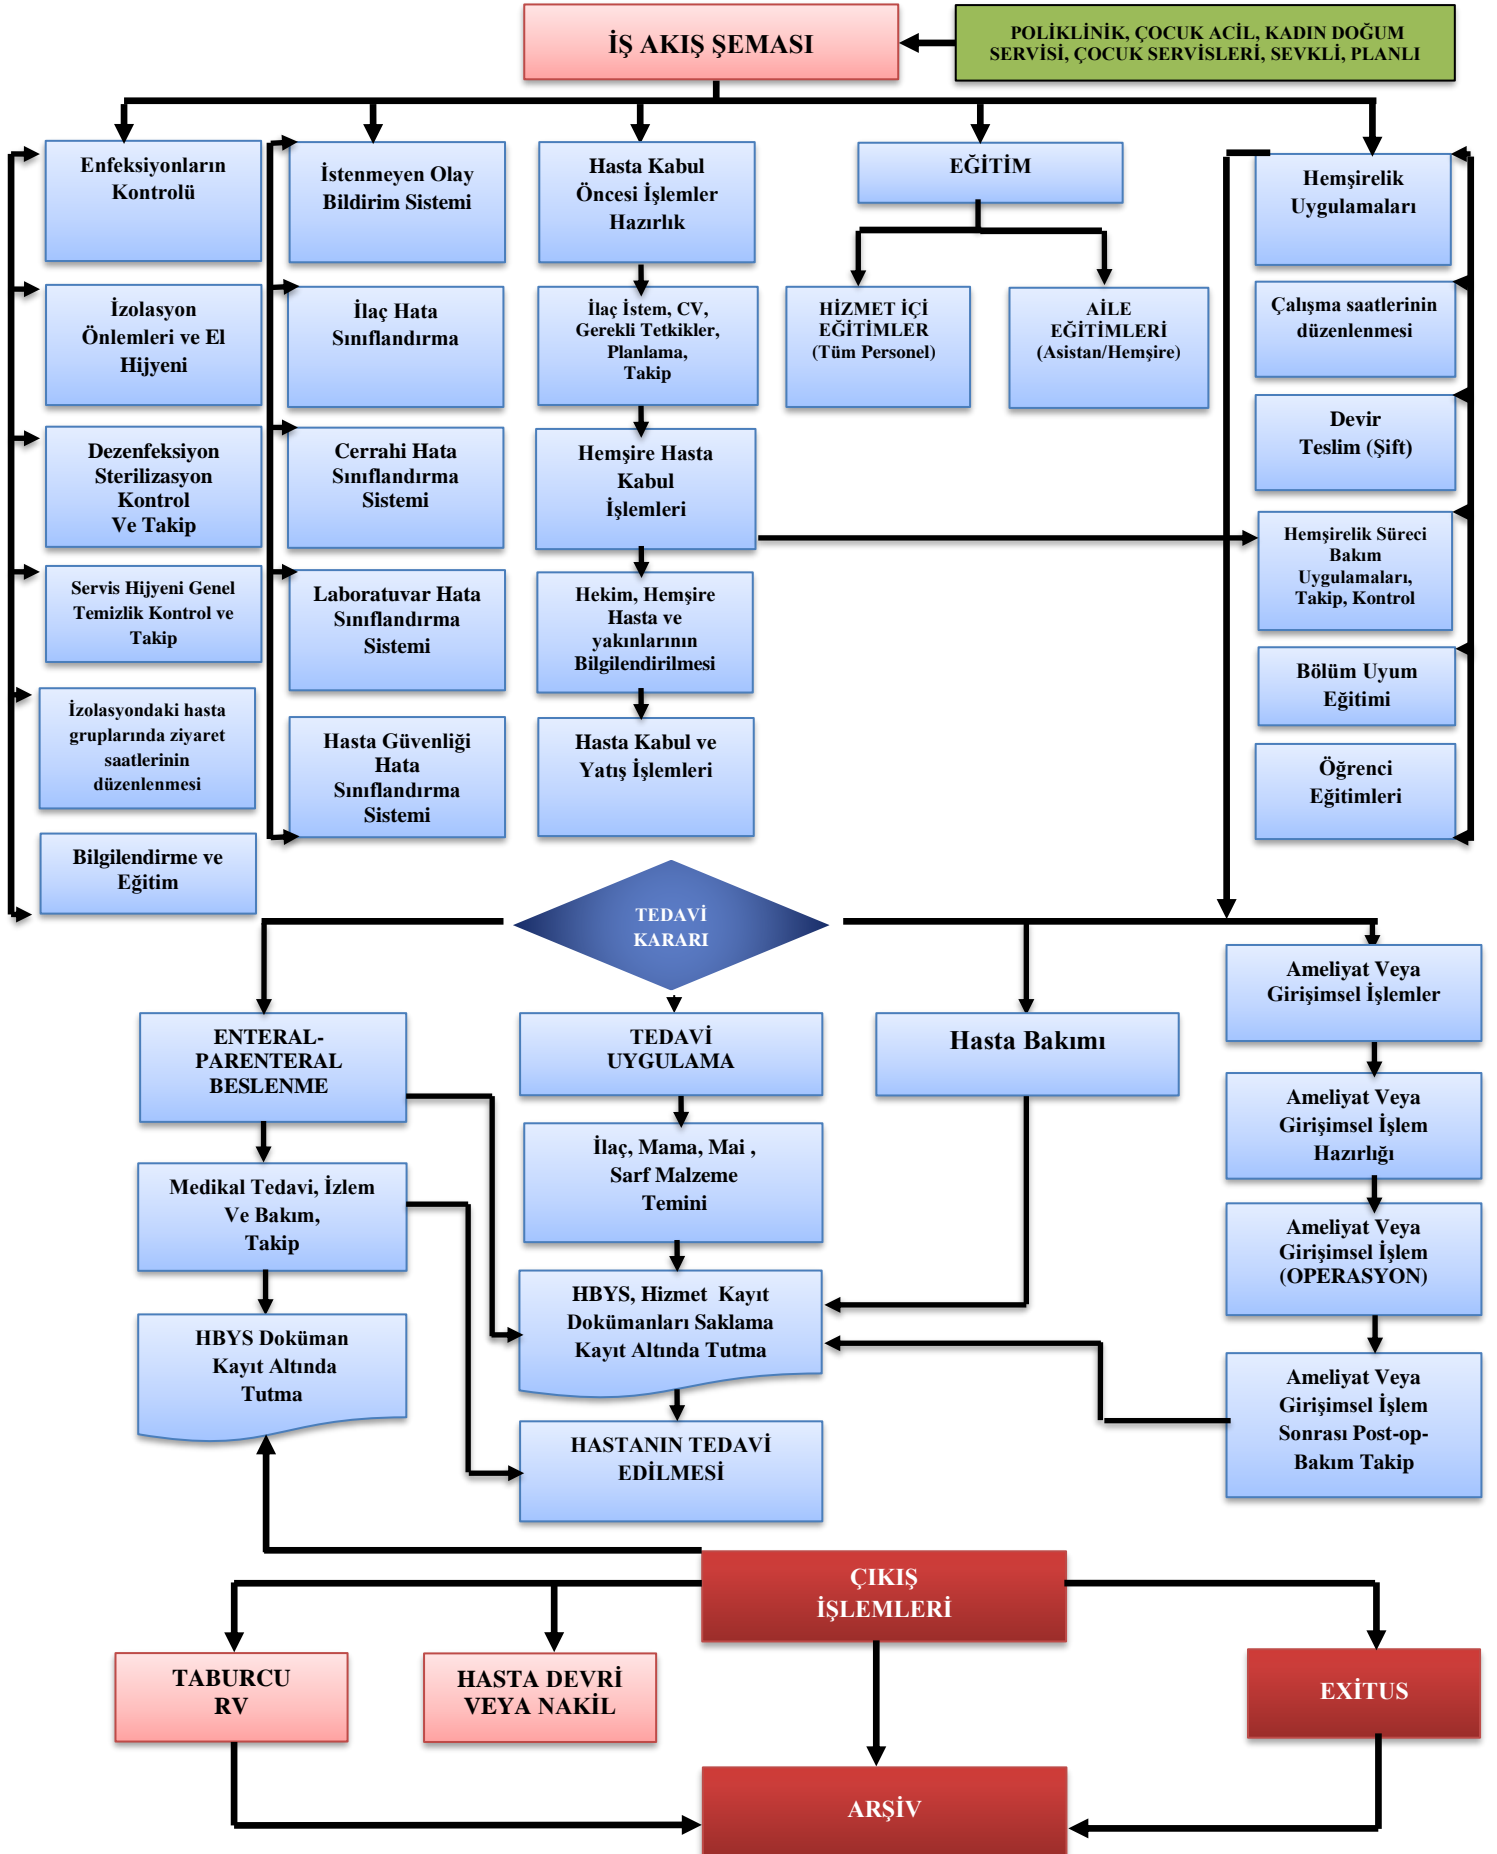 İŞ AKIŞ ŞEMASI
POLİKLİNİK, ÇOCUK ACİL, KADIN DOĞUM
SERVİSİ, ÇOCUK SERVİSLERİ, SEVKLİ, PLANLI
Enfeksiyonların
Kontrolü
İzolasyon
Önlemleri ve El
Hijyeni
Dezenfeksiyon
Sterilizasyon
Kontrol
Ve Takip
Servis Hijyeni Genel
Temizlik Kontrol ve
Takip
İzolasyondaki hasta
gruplarında ziyaret
saatlerinin
düzenlenmesi
Bilgilendirme ve
Eğitim
İstenmeyen Olay
Bildirim Sistemi
İlaç Hata
Sınıflandırma
Cerrahi Hata
Sınıflandırma
Sistemi
Laboratuvar Hata
Sınıflandırma
Sistemi
Hasta Güvenliği
Hata
Sınıflandırma
Sistemi
Hasta Kabul
Öncesi İşlemler
Hazırlık
İlaç İstem, CV,
Gerekli Tetkikler,
Planlama,
Takip
Hemşire Hasta
Kabul
İşlemleri
Hekim, Hemşire
Hasta ve
yakınlarının
Bilgilendirilmesi
Hasta Kabul ve
Yatış İşlemleri
EĞİTİM
HİZMET İÇİ
EĞİTİMLER
(Tüm Personel)
AİLE
EĞİTİMLERİ
(Asistan/Hemşire)
Hemşirelik
Uygulamaları
Çalışma saatlerinin
düzenlenmesi
Devir
Teslim (Şift)
Hemşirelik Süreci
Bakım
Uygulamaları,
Takip, Kontrol
Bölüm Uyum
Eğitimi
Öğrenci
Eğitimleri
TEDAVİ
KARARI
ENTERAL-
PARENTERAL
BESLENME
Medikal Tedavi, İzlem
Ve Bakım,
Takip
HBYS Doküman
Kayıt Altında
Tutma
TEDAVİ
UYGULAMA
İlaç, Mama, Mai ,
Sarf Malzeme
Temini
HBYS, Hizmet  Kayıt
Dokümanları Saklama
Kayıt Altında Tutma
HASTANIN TEDAVİ
EDİLMESİ
Hasta Bakımı
Ameliyat Veya
Girişimsel İşlemler
Ameliyat Veya
Girişimsel İşlem
Hazırlığı
Ameliyat Veya
Girişimsel İşlem
(OPERASYON)
Ameliyat Veya
Girişimsel İşlem
Sonrası Post-op-
Bakım Takip
ÇIKIŞ
İŞLEMLERİ
TABURCU
RV
HASTA DEVRİ
VEYA NAKİL
EXİTUS
ARŞİV